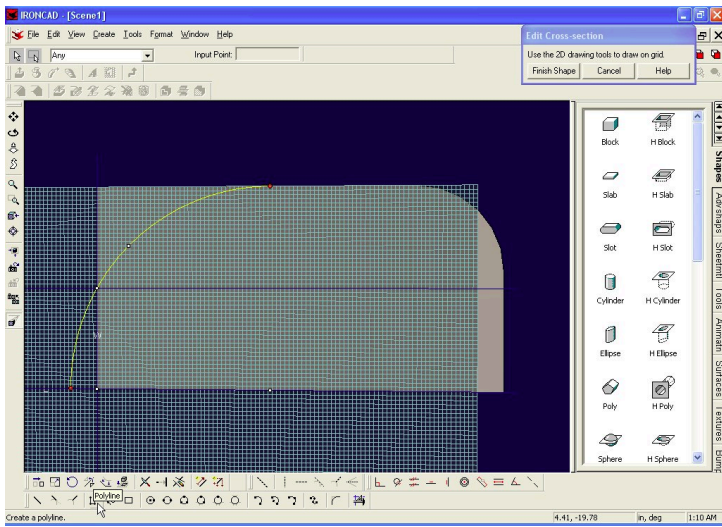 IRONCAD - [Scene1]
File Edit View Create Tools Format Window Help
Any
Input Point:
Edit Cross-section
Use the 2D drawing tools to draw on grid.
Finish Shape Cancel Help
Block H Block
Slab H Slab
Slot H Slot
Cylinder H Cylinder
Ellipse H Ellipse
Poly H Poly
Sphere H Sphere
Shapes
Advshaps
Sheetmtl
Tools
Animatn
Surfaces
Textures
Bump
Polyline
Create a polyline.
4.41, -19.78 in, deg 1:10 AM